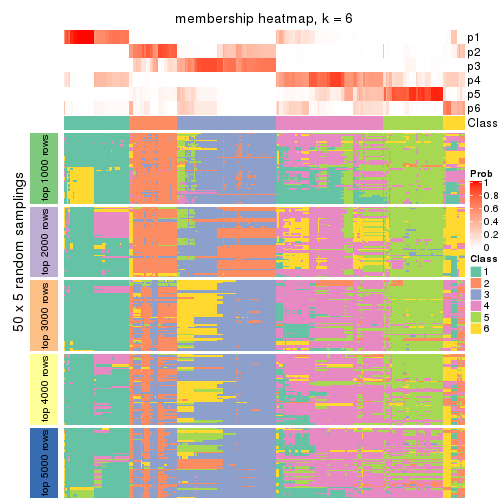 membership heatmap, k = 6
p1
p2
p3
p4
p5
p6
Class
50 x 5 random samplings
top 1000 rows
top 2000 rows
top 3000 rows
top 4000 rows
top 5000 rows
Prob
1
0.8
0.6
0.4
0.2
0
Class
1
2
3
4
5
6